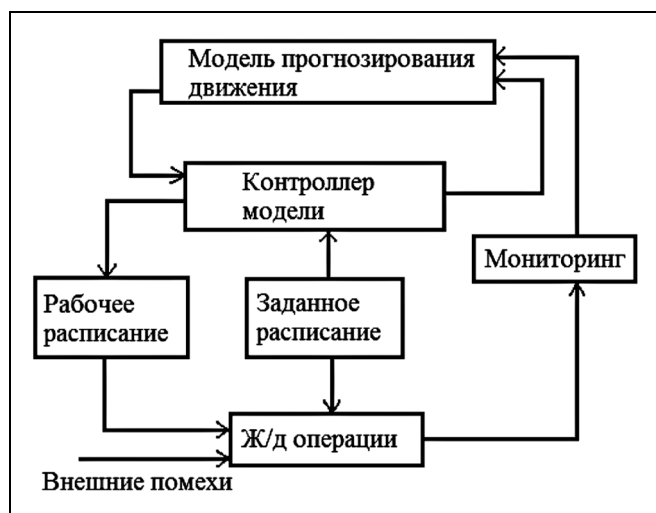 Модель прогнозирования
движения
Контроллер
модели
Мониторинг
Рабочее
расписание
Заданное
расписание
Ж/д операции
Внешние помехи